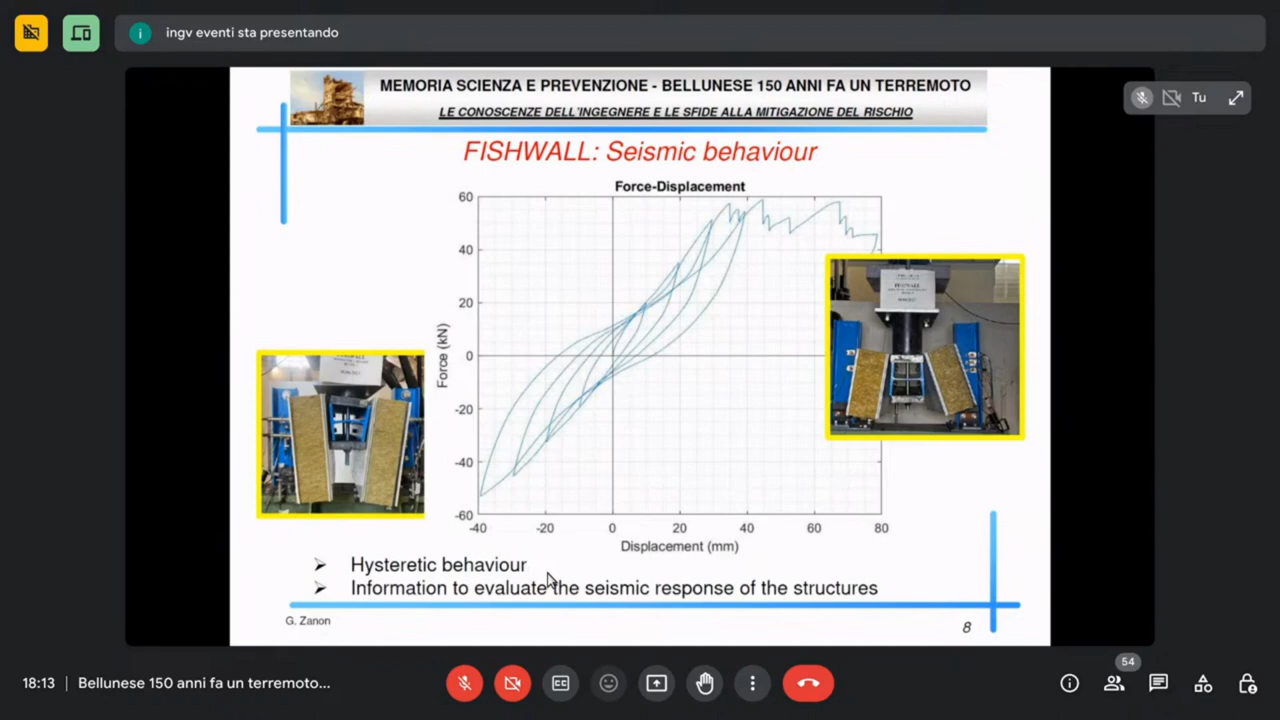 ingv eventi sta presentando
Tu
MEMORIA SCIENZA E PREVENZIONE - BELLUNESE 150 ANNI FA UN TERREMOTO
LE CONOSCENZE DELL'INGEGNERE E LE SFIDE ALLA MITIGAZIONE DEL RISCHIO
FISHWALL: Seismic behaviour
Force-Displacement
60
40
20
0
-20
-40
-60
Force (kN)
-40 -20 0 20 40 60 80
Displacement (mm)
FISHWALL
➢ Hysteretic behaviour
➢ Information to evaluate the seismic response of the structures
G. Zanon
8
54
18:13 | Bellunese 150 anni fa un terremoto...
CC